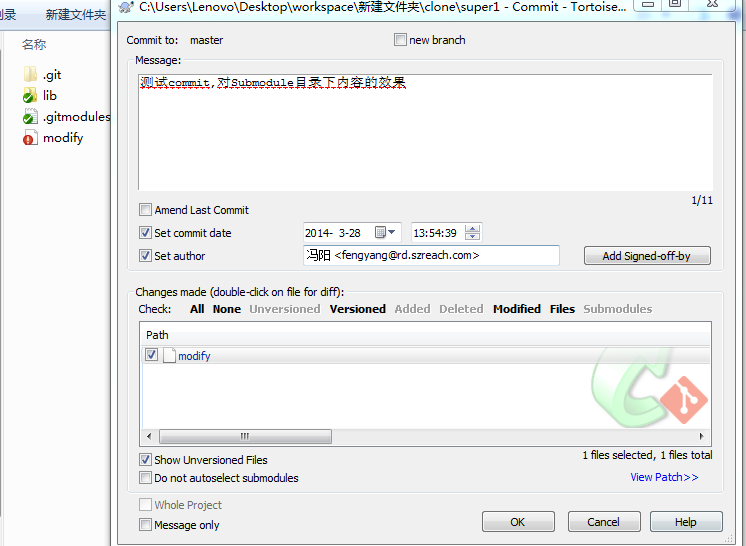 录
新建文件夹
名称
.git
lib
.gitmodules
modify
C:\Users\Lenovo\Desktop\workspace\新建文件夹\clone\super1 - Commit - Tortoise...
Commit to: master
new branch
Message:
测试commit,对Submodule目录下内容的效果
1/11
Amend Last Commit
Set commit date 2014- 3-28 13:54:39
Set author 冯阳 <fengyang@rd.szreach.com> Add Signed-off-by
Changes made (double-click on file for diff):
Check: All None Unversioned Versioned Added Deleted Modified Files Submodules
Path
modify
Show Unversioned Files
1 files selected, 1 files total
Do not autoselect submodules
View Patch>>
Whole Project
Message only
OK Cancel Help